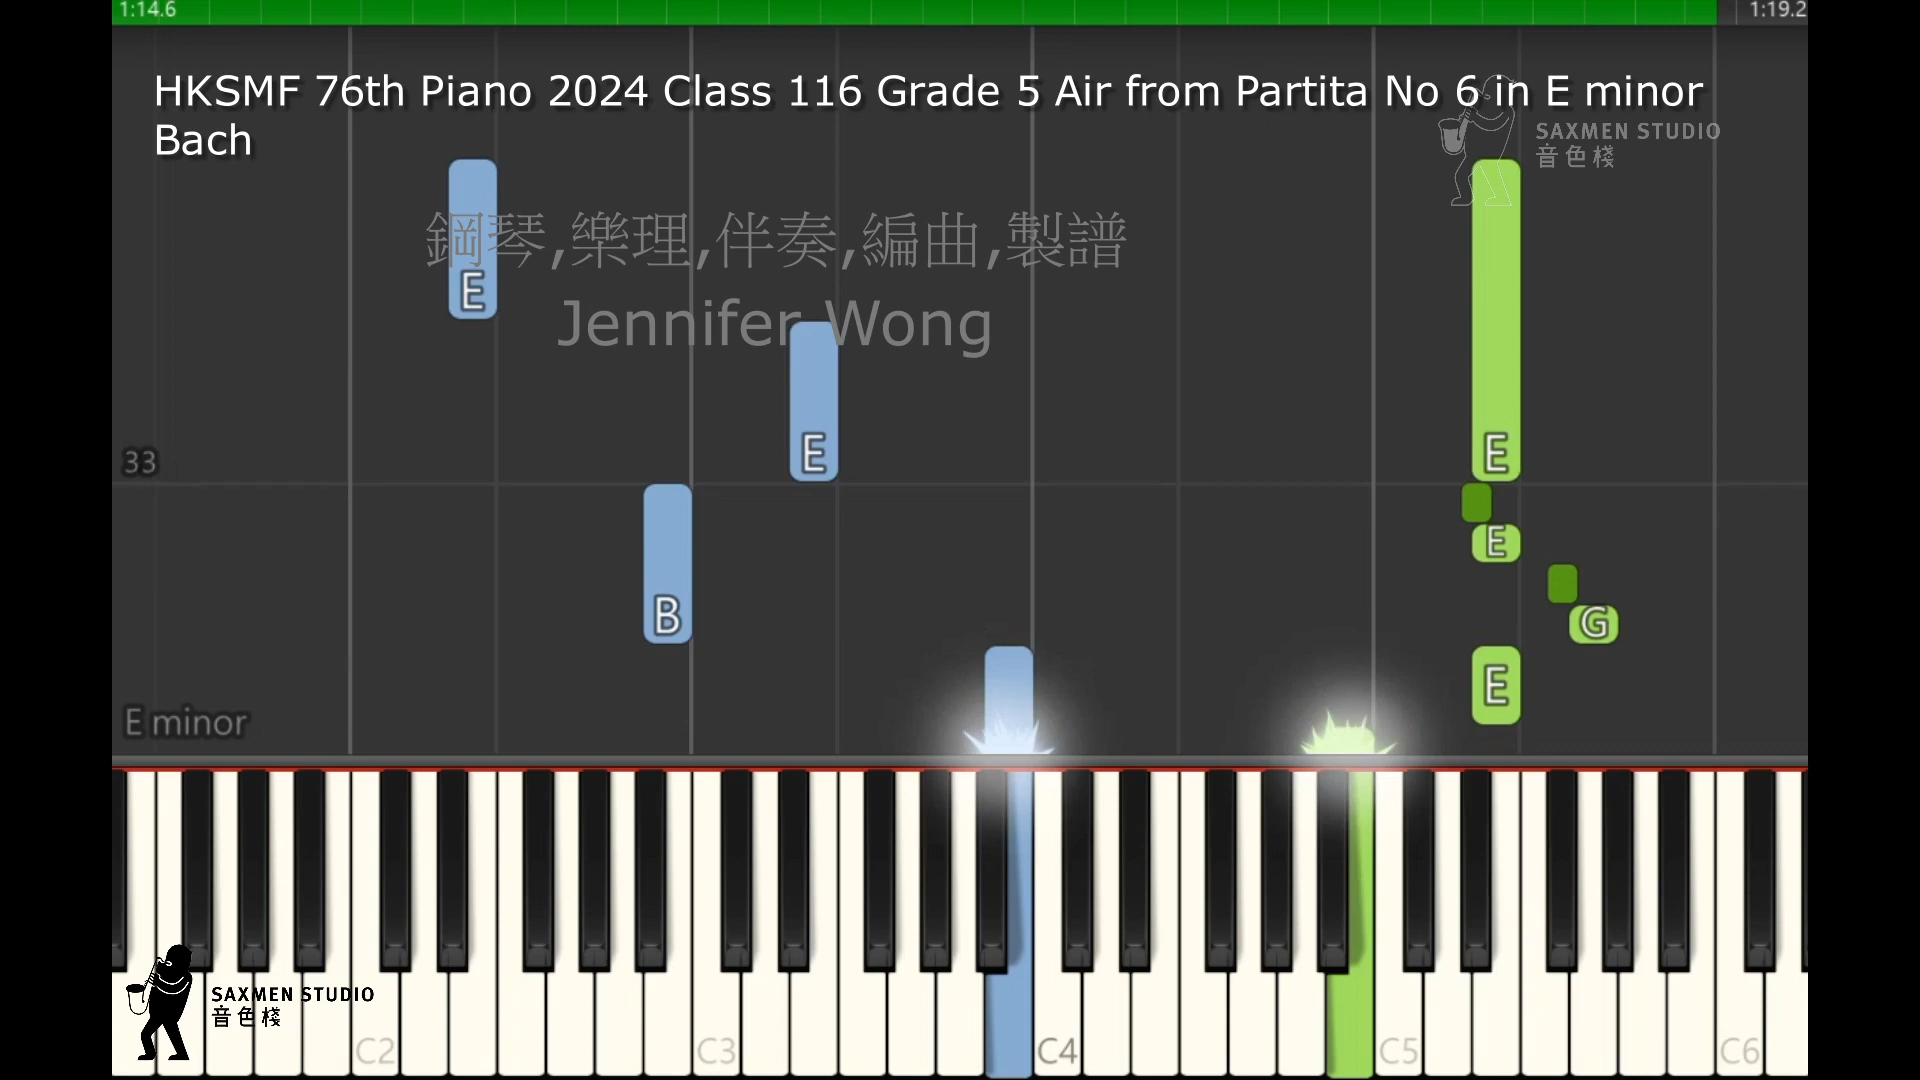 1:14.6
1:19.2
HKSMF 76th Piano 2024 Class 116 Grade 5 Air from Partita No 6 in E minor
Bach
SAXMEN STUDIO
音色棧
鋼琴,樂理,伴奏,編曲,製譜
E
Jennifer Wong
E
E
33
E
B
G
E
E minor
SAXMEN STUDIO
音色棧
C2
C3
C4
C5
C6